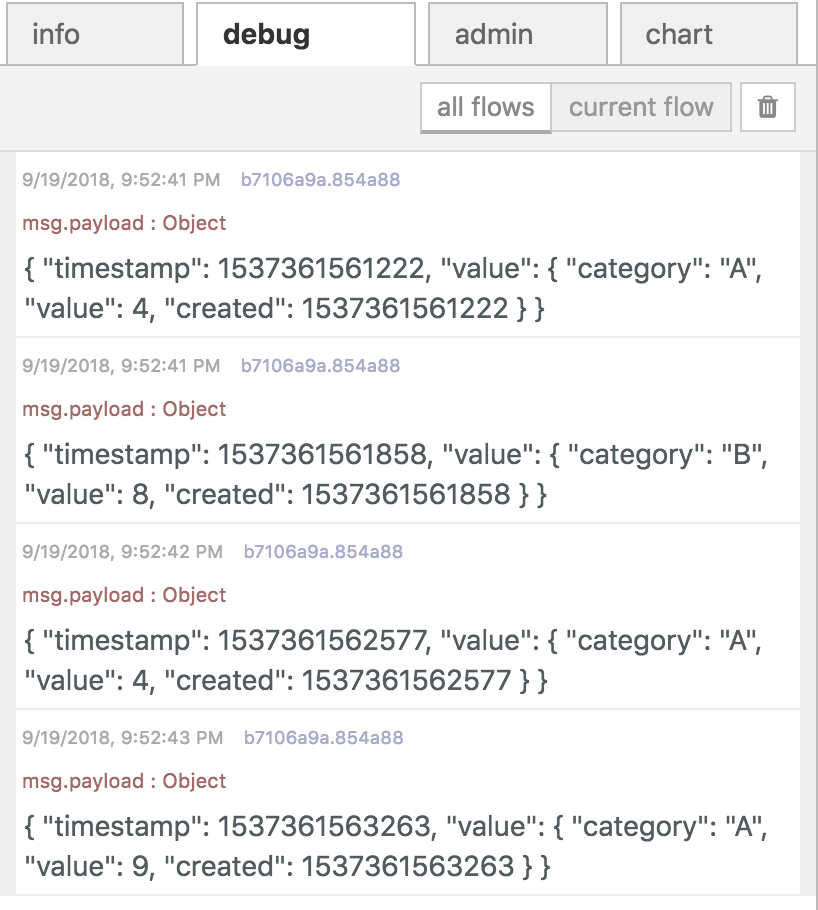 info debug admin chart
all flows current flow
9/19/2018, 9:52:41 PM b7106a9a.854a88
msg.payload : Object
{ "timestamp": 1537361561222, "value": { "category": "A",
"value": 4, "created": 1537361561222 } }
9/19/2018, 9:52:41 PM b7106a9a.854a88
msg.payload : Object
{ "timestamp": 1537361561858, "value": { "category": "B",
"value": 8, "created": 1537361561858 } }
9/19/2018, 9:52:42 PM b7106a9a.854a88
msg.payload : Object
{ "timestamp": 1537361562577, "value": { "category": "A",
"value": 4, "created": 1537361562577 } }
9/19/2018, 9:52:43 PM b7106a9a.854a88
msg.payload : Object
{ "timestamp": 1537361563263, "value": { "category": "A",
"value": 9, "created": 1537361563263 } }